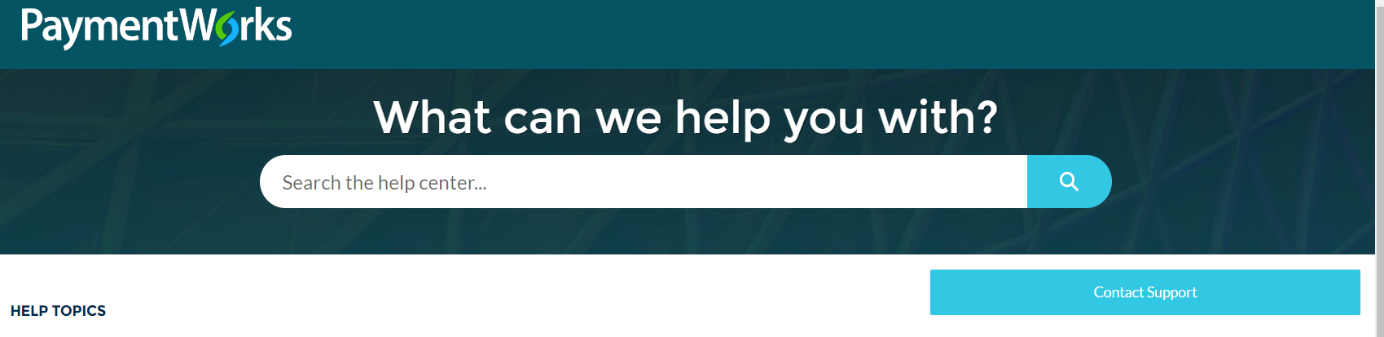 PaymentWorks
What can we help you with?
Search the help center...
Contact Support
HELP TOPICS